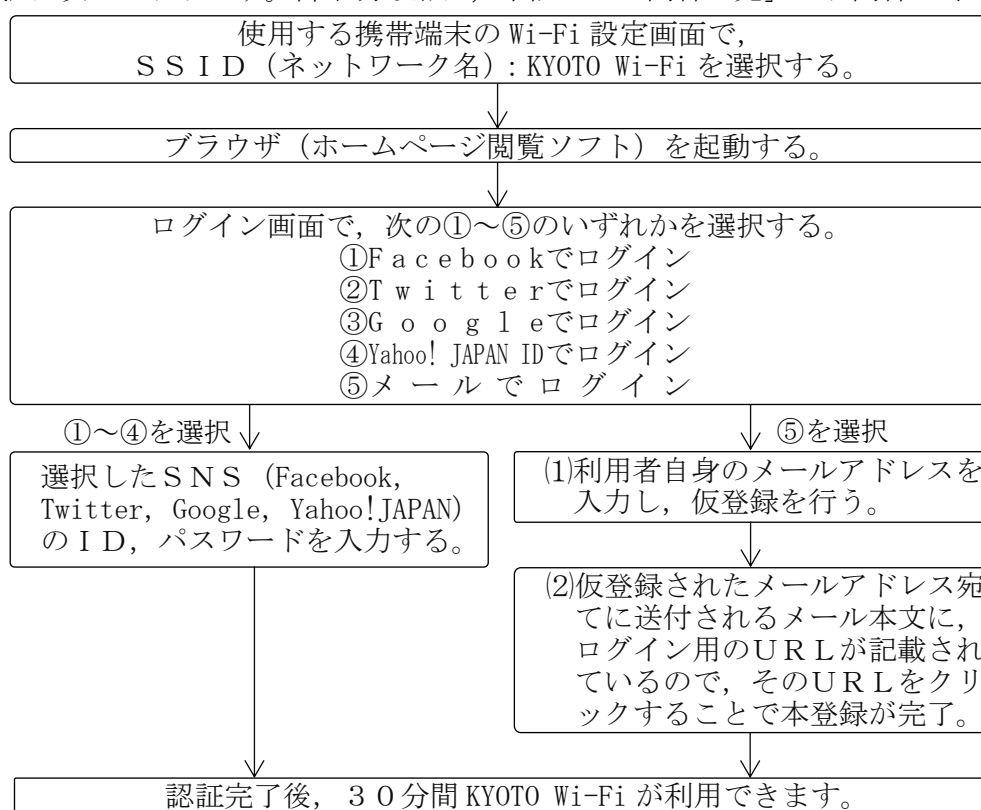 使用する携帯端末の Wi-Fi 設定画面で,
ＳＳＩＤ（ネットワーク名）: KYOTO Wi-Fi を選択する。
ブラウザ（ホームページ閲覧ソフト）を起動する。
ログイン画面で, 次の①～⑤のいずれかを選択する。
①Ｆａｃｅｂｏｏｋでログイン
②Ｔｗｉｔｔｅｒでログイン
③Ｇｏｏｇｌｅでログイン
④Yahoo! JAPAN IDでログイン
⑤メールでログイン
①～④を選択
選択したＳＮＳ (Facebook,
Twitter, Google, Yahoo!JAPAN)
のＩＤ, パスワードを入力する。
⑤を選択
⑴利用者自身のメールアドレスを
入力し, 仮登録を行う。
⑵仮登録されたメールアドレス宛
てに送付されるメール本文に,
ログイン用のＵＲＬが記載され
ているので, そのＵＲＬをクリ
ックすることで本登録が完了。
認証完了後, ３０分間 KYOTO Wi-Fi が利用できます。